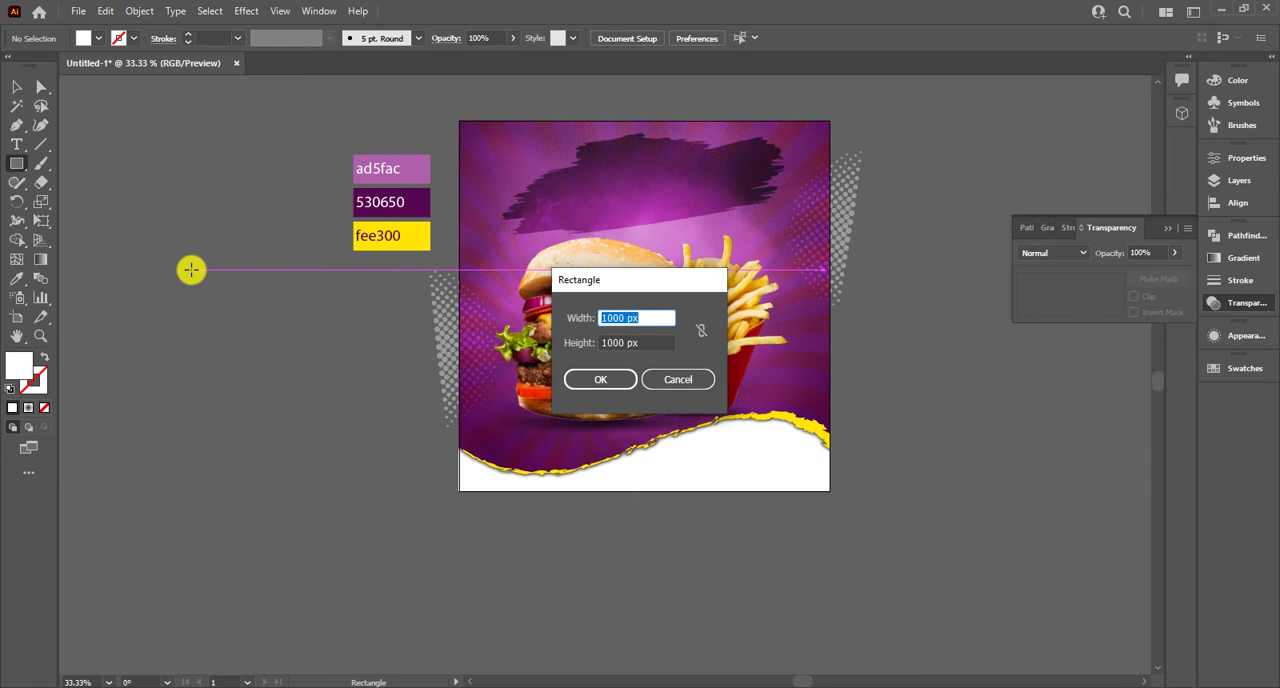 Ai File Edit Object Type Select Effect View Window Help
No Selection Stroke: 5 pt. Round Opacity: 100% Style: Document Setup Preferences
Untitled-1* @ 33.33 % (RGB/Preview)
ad5fac
530650
fee300
Rectangle
Width: 1000 px
Height: 1000 px
OK Cancel
Patl Gra Stro Transparency
Normal Opacity: 100%
Make Mask
Clip
Invert Mask
Color
Symbols
Brushes
Properties
Layers
Align
Pathfind...
Gradient
Stroke
Transpar...
Appeara...
Swatches
33.33% 0° 1 Rectangle